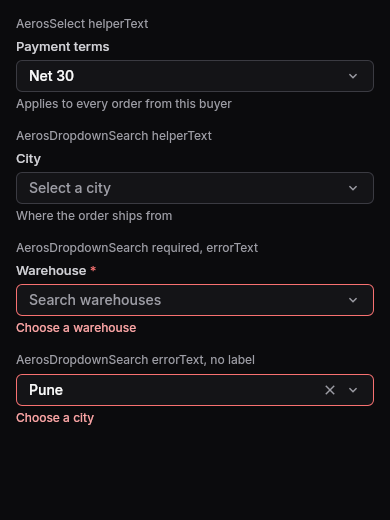 AerosSelect helperText
Payment terms
Net 30
Applies to every order from this buyer
AerosDropdownSearch helperText
City
Select a city
Where the order ships from
AerosDropdownSearch required, errorText
Warehouse *
Search warehouses
Choose a warehouse
AerosDropdownSearch errorText, no label
Pune
Choose a city